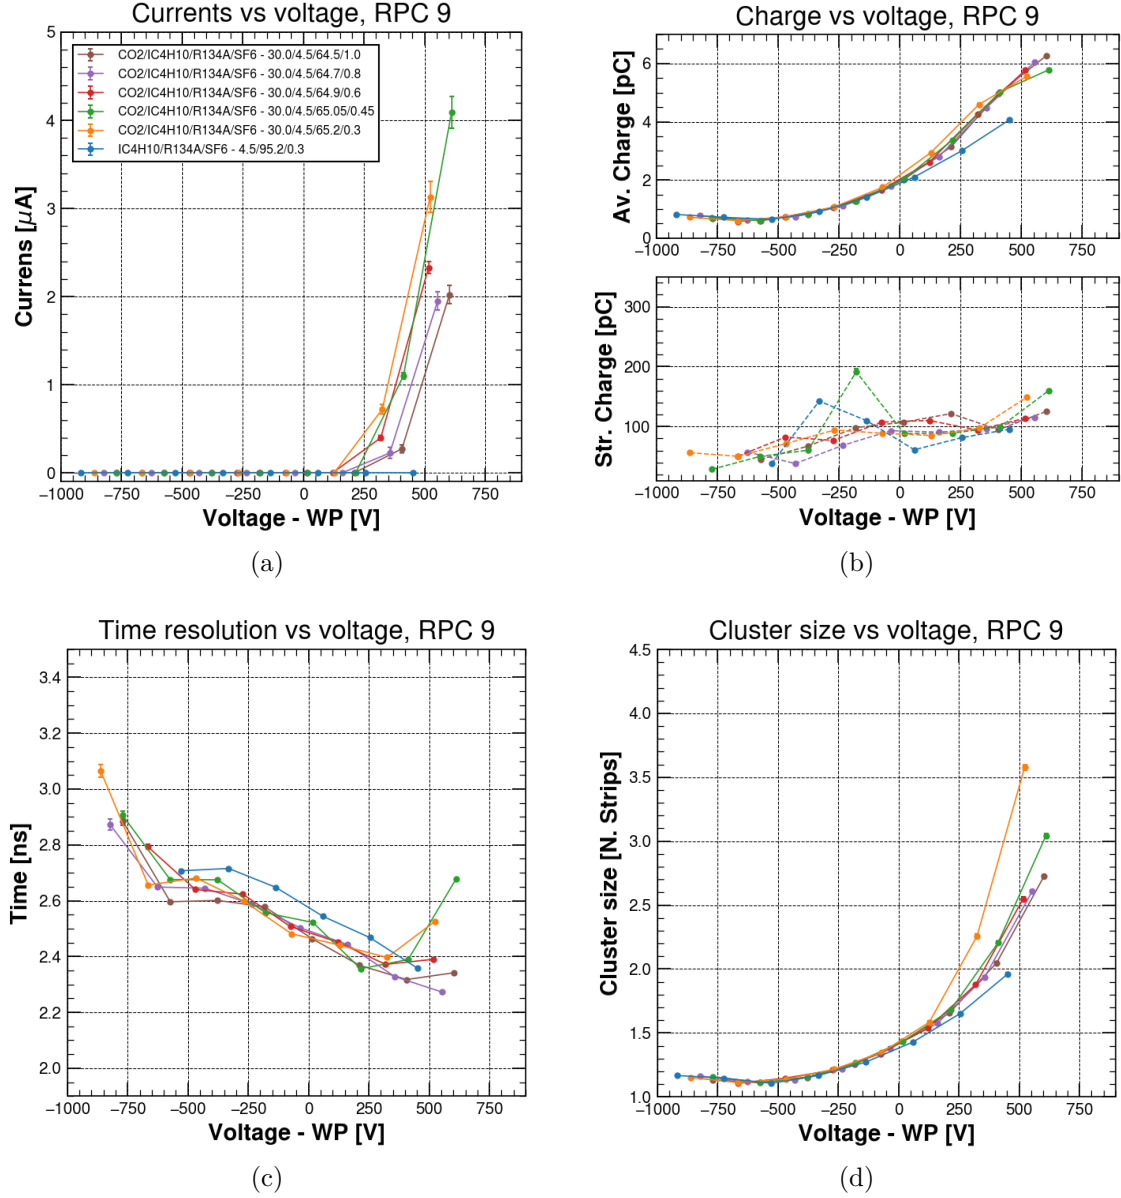 Currents vs voltage, RPC 9
5
4
3
2
1
0
Currens [μA]
CO2/IC4H10/R134A/SF6 - 30.0/4.5/64.5/1.0
CO2/IC4H10/R134A/SF6 - 30.0/4.5/64.7/0.8
CO2/IC4H10/R134A/SF6 - 30.0/4.5/64.9/0.6
CO2/IC4H10/R134A/SF6 - 30.0/4.5/65.05/0.45
CO2/IC4H10/R134A/SF6 - 30.0/4.5/65.2/0.3
IC4H10/R134A/SF6 - 4.5/95.2/0.3
−1000 −750 −500 −250 0 250 500 750
Voltage - WP [V]
(a)
Charge vs voltage, RPC 9
6
4
2
0
Av. Charge [pC]
−1000 −750 −500 −250 0 250 500 750
300
200
100
Str. Charge [pC]
−1000 −750 −500 −250 0 250 500 750
Voltage - WP [V]
(b)
Time resolution vs voltage, RPC 9
3.4
3.2
3.0
2.8
2.6
2.4
2.2
2.0
Time [ns]
−1000 −750 −500 −250 0 250 500 750
Voltage - WP [V]
(c)
Cluster size vs voltage, RPC 9
4.5
4.0
3.5
3.0
2.5
2.0
1.5
1.0
Cluster size [N. Strips]
−1000 −750 −500 −250 0 250 500 750
Voltage - WP [V]
(d)